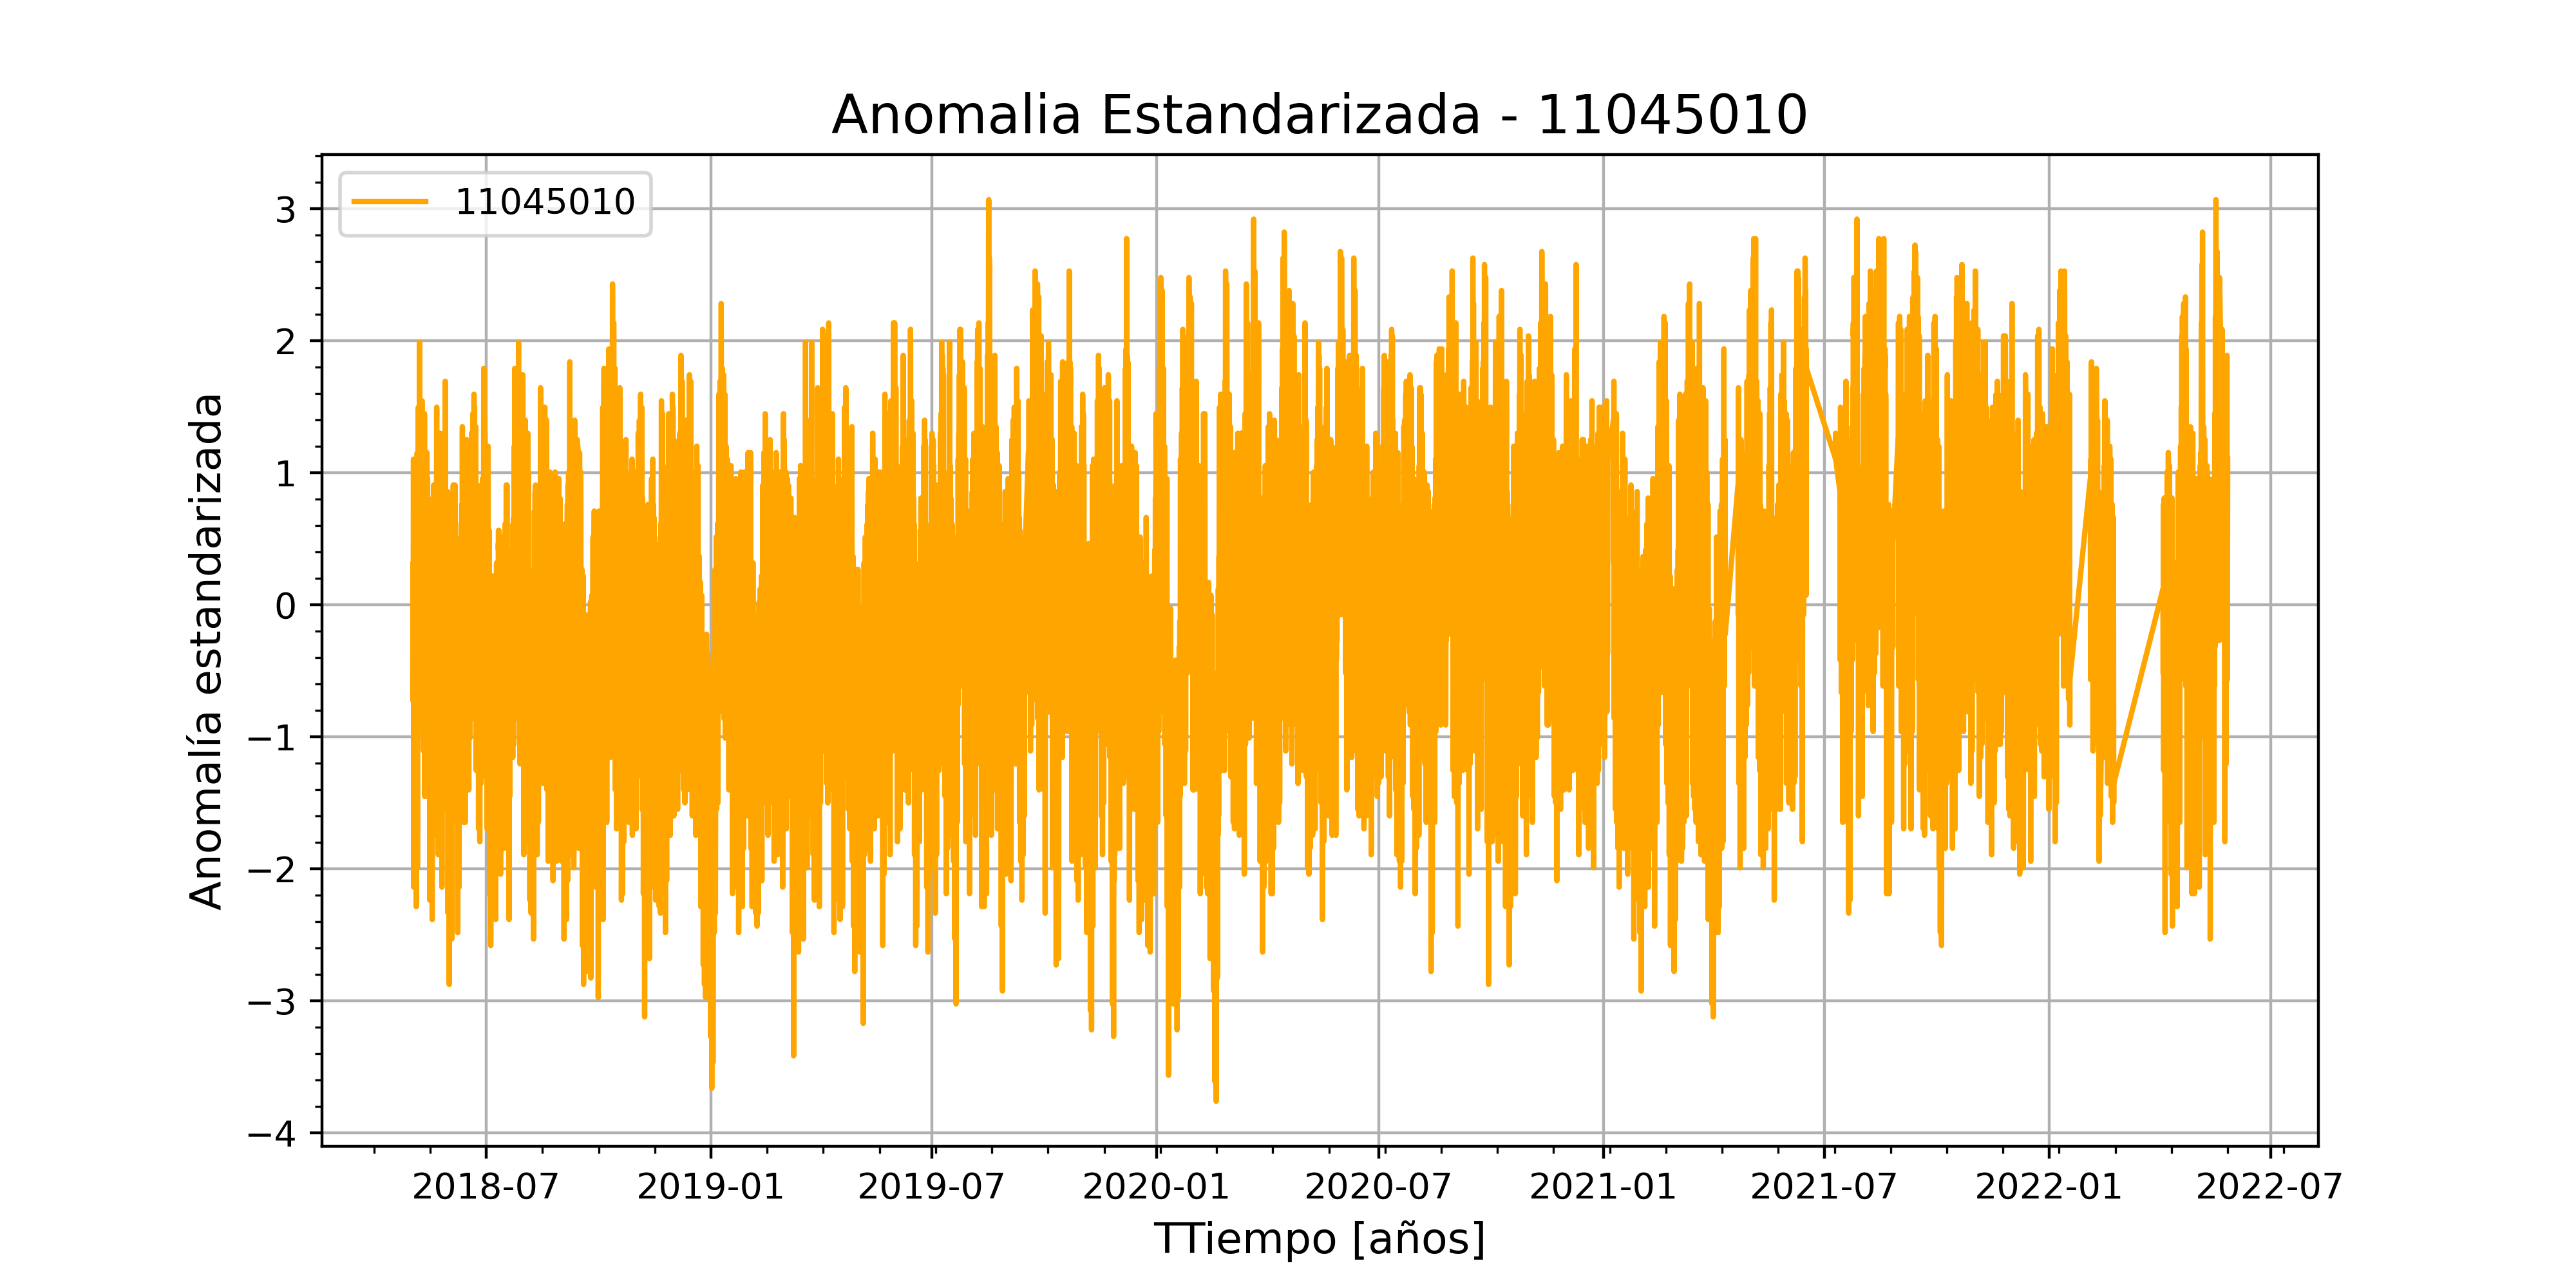 Anomalia Estandarizada - 11045010
11045010
Anomalía estandarizada
3
2
1
0
−1
−2
−3
−4
2018-07 2019-01 2019-07 2020-01 2020-07 2021-01 2021-07 2022-01 2022-07
TTiempo [años]